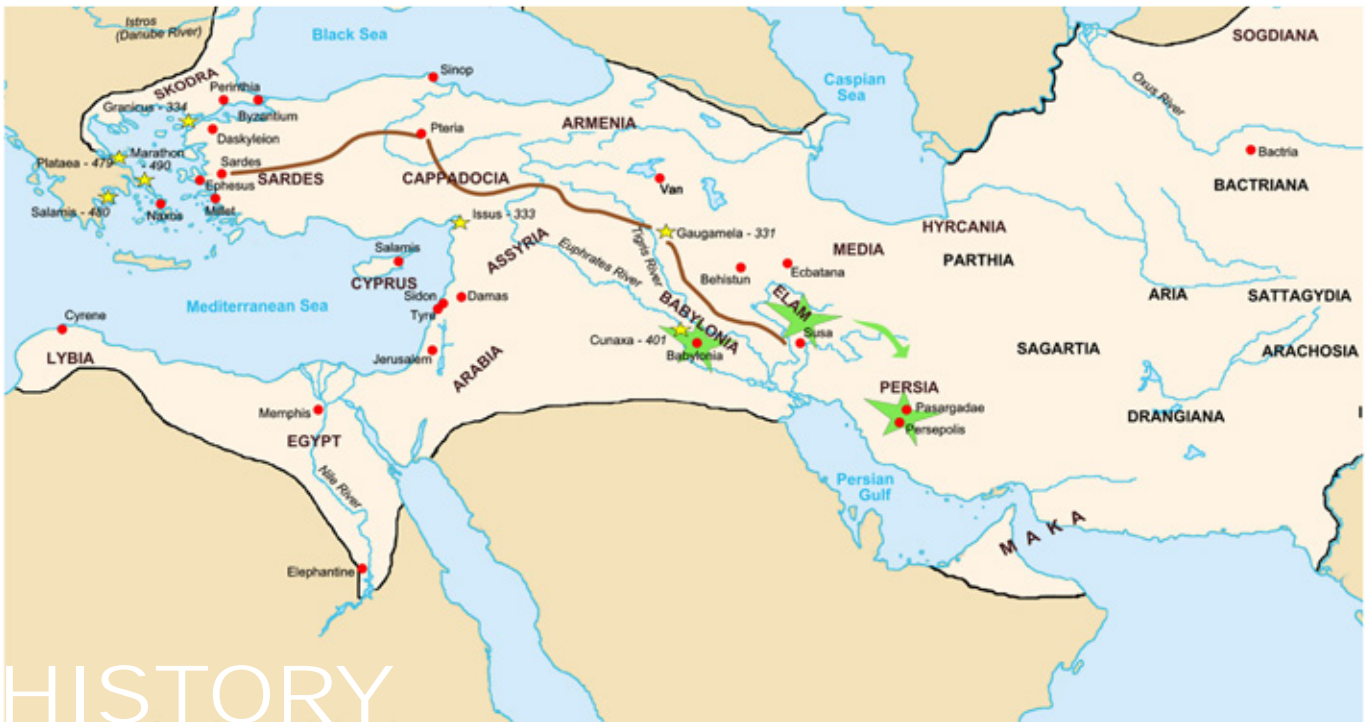 Istros
(Danube River)
Black Sea
SOGDIANA
Caspian
Sea
Oxus River
SKODRA
Sinop
Perinthia
Granicus - 334
Byzantium
ARMENIA
Pteria
Daskyleion
Bactria
Marathon
- 490
Plataea - 479
Sardes
SARDES
CAPPADOCIA
Ephesus
Van
BACTRIANA
Salamis - 480
Naxos
Millet
Issus - 333
HYRCANIA
Gaugamela - 331
ASSYRIA
Euphrates River
Tigris River
MEDIA
PARTHIA
Salamis
CYPRUS
Behistun
Ecbatana
ELAM
ARIA
SATTAGYDIA
Mediterranean Sea
Sidon
Damas
Tyre
BABYLONIA
Cyrene
Cunaxa - 401
Susa
Babylonia
SAGARTIA
ARACHOSIA
LYBIA
Jerusalem
ARABIA
PERSIA
Pasargadae
Persepolis
DRANGIANA
I
Memphis
EGYPT
Nile River
Persian
Gulf
MAKA
Elephantine
HISTORY